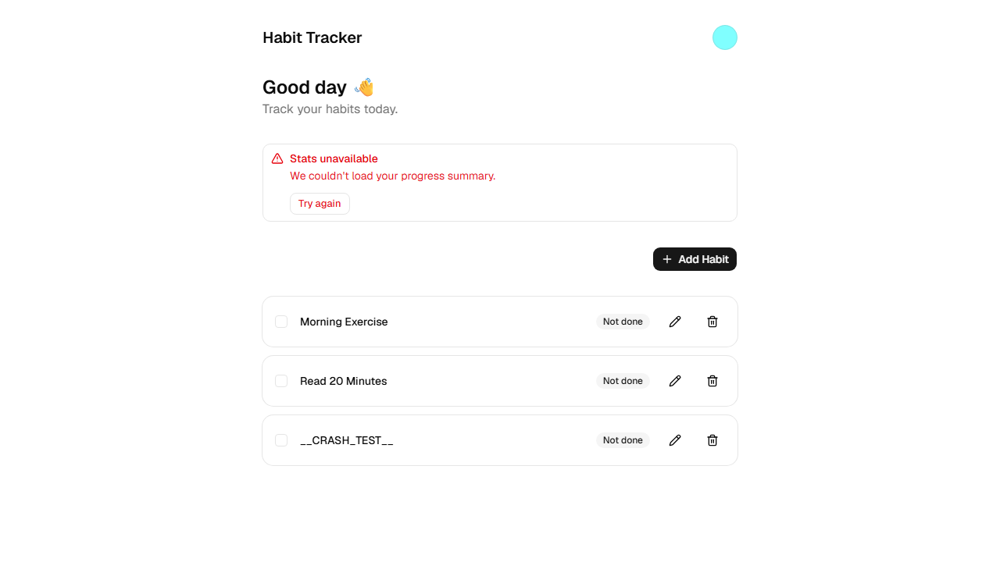 Habit Tracker
Good day 👋
Track your habits today.
Stats unavailable
We couldn't load your progress summary.
Try again
Add Habit
Morning Exercise Not done
Read 20 Minutes Not done
__CRASH_TEST__ Not done